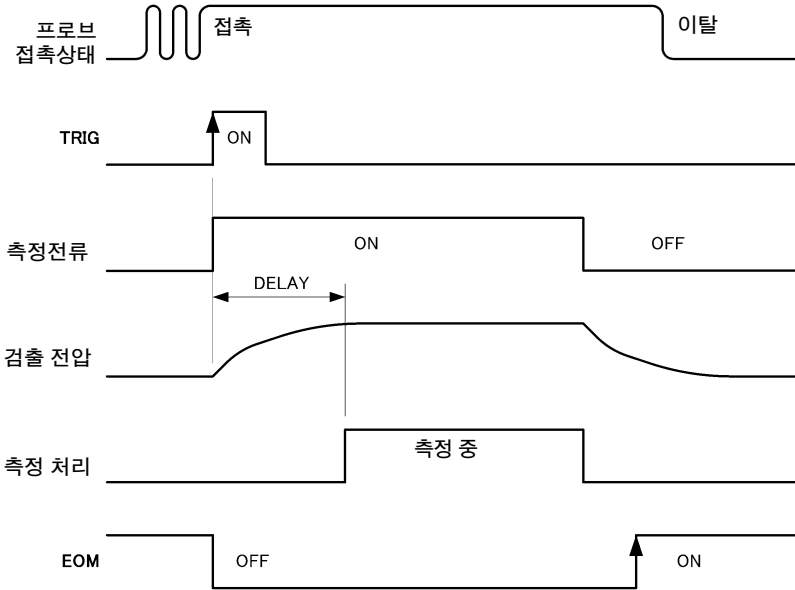 프로브
접촉상태
접촉
이탈
TRIG
ON
측정전류
ON
OFF
DELAY
검출 전압
측정 처리
측정 중
EOM
OFF
ON